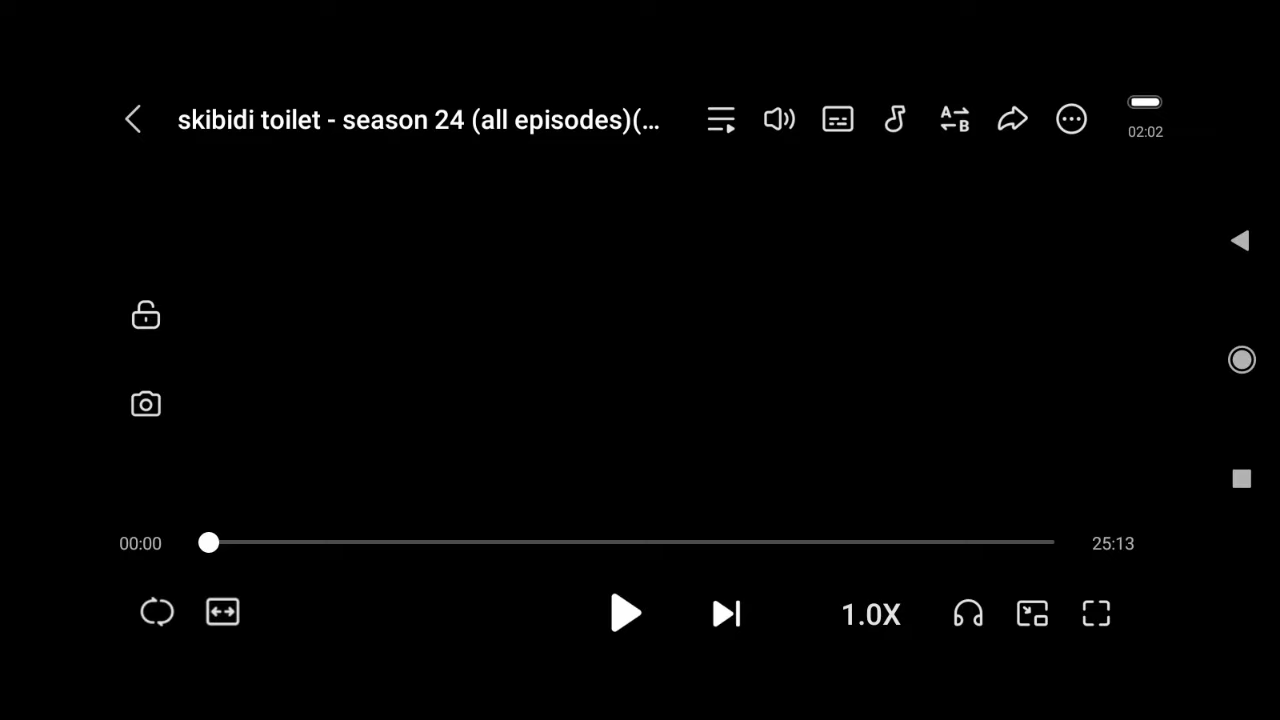 skibidi toilet - season 24 (all episodes)(...
02:02
A
B
00:00
25:13
1.0X